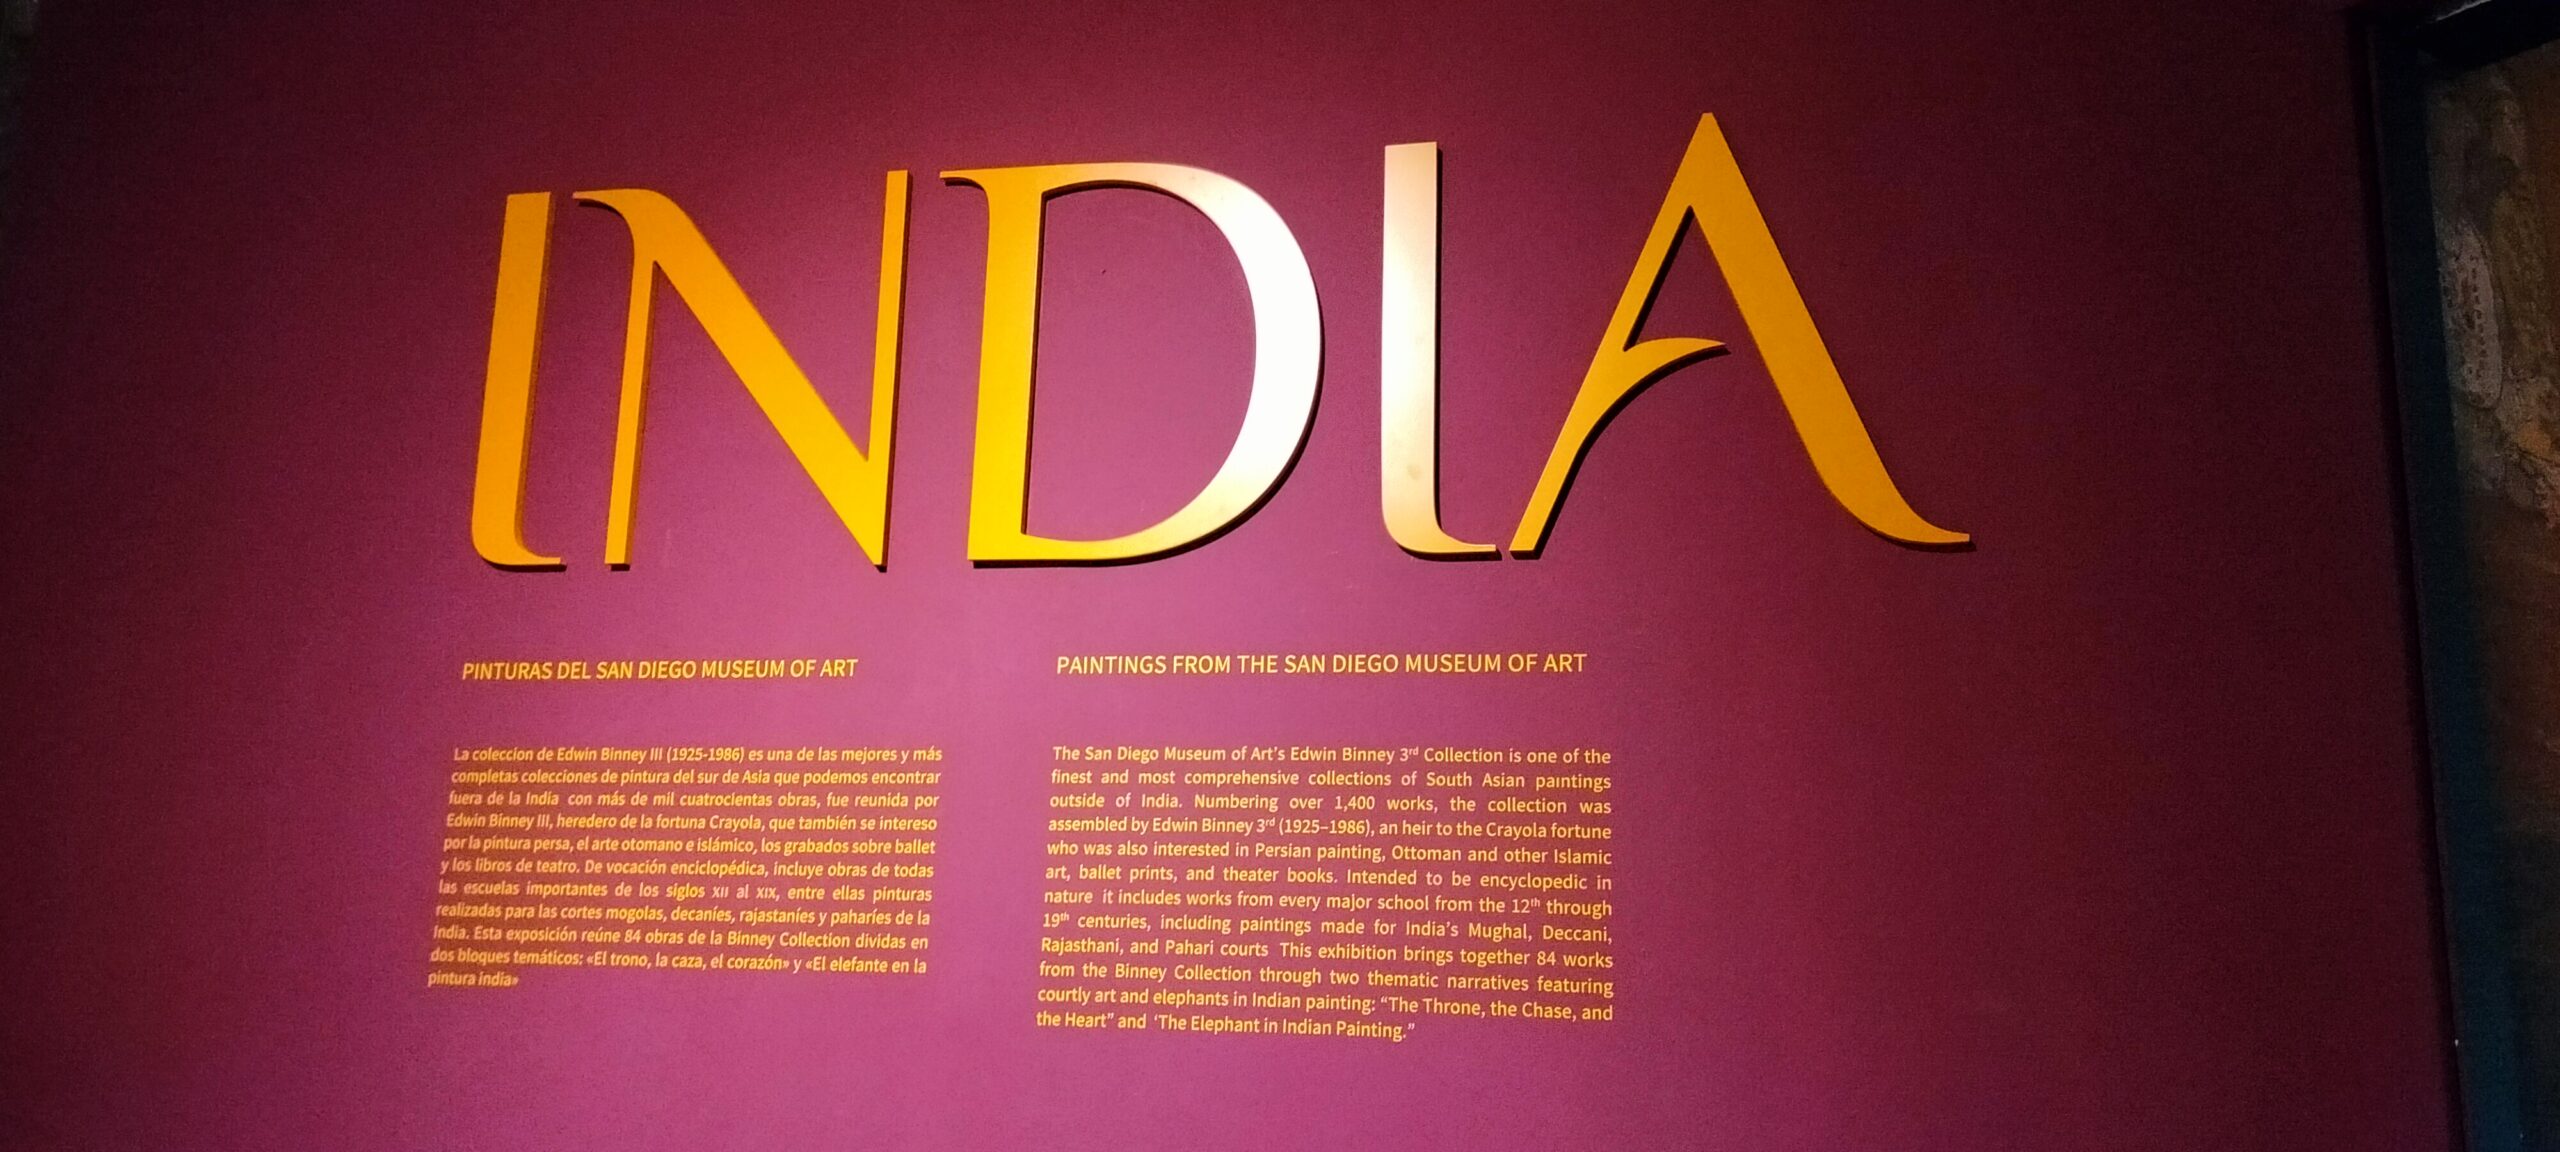 INDIA
PINTURAS DEL SAN DIEGO MUSEUM OF ART
La coleccion de Edwin Binney III (1925-1986) es una de las mejores y más
completas colecciones de pintura del sur de Asia que podemos encontrar
fuera de la India con más de mil cuatrocientas obras, fue reunida por
Edwin Binney III, heredero de la fortuna Crayola, que también se intereso
por la pintura persa, el arte otomano e islámico, los grabados sobre ballet
y los libros de teatro. De vocación enciclopédica, incluye obras de todas
las escuelas importantes de los siglos XII al XIX, entre ellas pinturas
realizadas para las cortes mogolas, decaníes, rajastaníes y paharíes de la
India. Esta exposición reúne 84 obras de la Binney Collection dividas en
dos bloques temáticos: «El trono, la caza, el corazón» y «El elefante en la
pintura india»
PAINTINGS FROM THE SAN DIEGO MUSEUM OF ART
The San Diego Museum of Art's Edwin Binney 3rd Collection is one of the
finest and most comprehensive collections of South Asian paintings
outside of India. Numbering over 1,400 works, the collection was
assembled by Edwin Binney 3rd (1925–1986), an heir to the Crayola fortune
who was also interested in Persian painting, Ottoman and other Islamic
art, ballet prints, and theater books. Intended to be encyclopedic in
nature it includes works from every major school from the 12th through
19th centuries, including paintings made for India's Mughal, Deccani,
Rajasthani, and Pahari courts This exhibition brings together 84 works
from the Binney Collection through two thematic narratives featuring
courtly art and elephants in Indian painting: “The Throne, the Chase, and
the Heart” and ‘The Elephant in Indian Painting.”